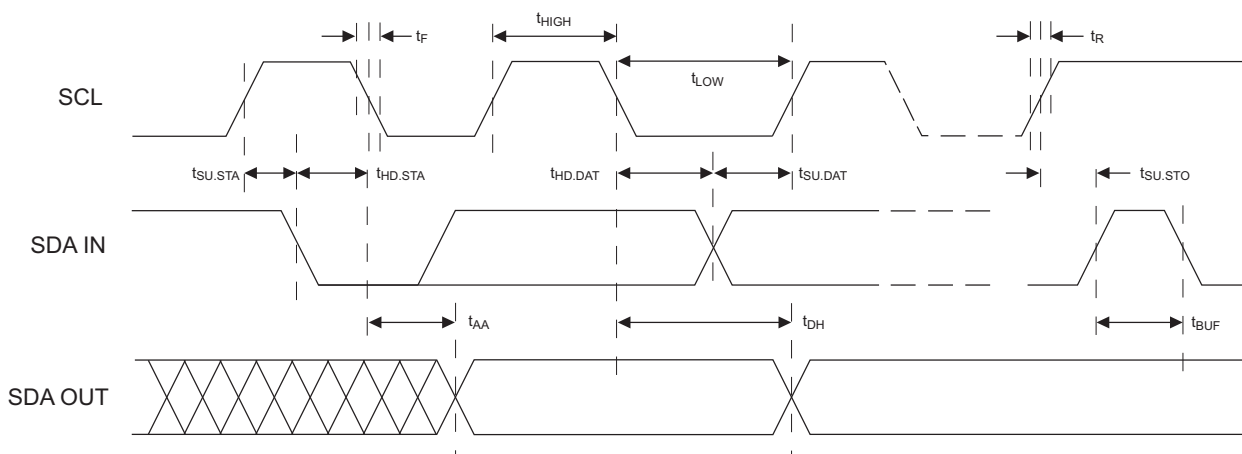 tF
tHIGH
tR
SCL
tLOW
tSU.STA
tHD.STA
tHD.DAT
tSU.DAT
tSU.STO
SDA IN
tAA
tDH
tBUF
SDA OUT